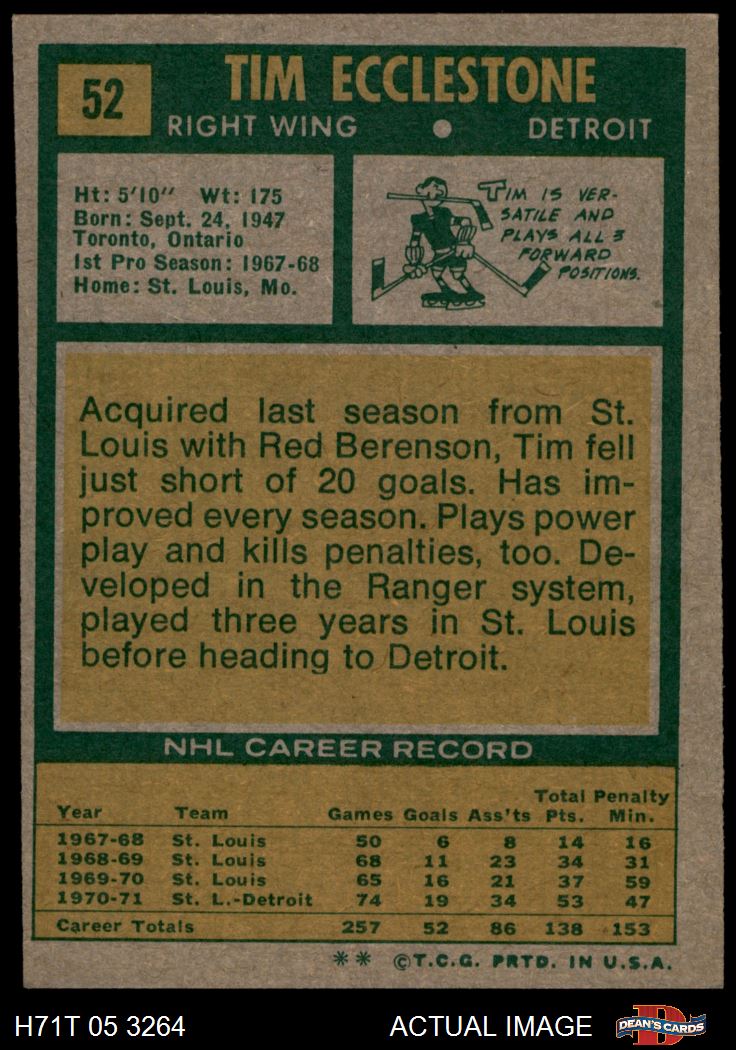 52
TIM ECCLESTONE
RIGHT WING ● DETROIT
Ht: 5'10" Wt: 175
Born: Sept. 24, 1947
Toronto, Ontario
1st Pro Season: 1967-68
Home: St. Louis, Mo.
TIM IS VER-
SATILE AND
PLAYS ALL 3
FORWARD
POSITIONS.
Acquired last season from St.
Louis with Red Berenson, Tim fell
just short of 20 goals. Has im-
proved every season. Plays power
play and kills penalties, too. De-
veloped in the Ranger system,
played three years in St. Louis
before heading to Detroit.
NHL CAREER RECORD
Year Team Games Goals Ass'ts Total Pts. Penalty Min.
1967-68 St. Louis 50 6 8 14 16
1968-69 St. Louis 68 11 23 34 31
1969-70 St. Louis 65 16 21 37 59
1970-71 St. L.-Detroit 74 19 34 53 47
Career Totals 257 52 86 138 153
** ©T.C.G. PRTD. IN U.S.A.
H71T 05 3264 ACTUAL IMAGE
D
DEAN'S CARDS